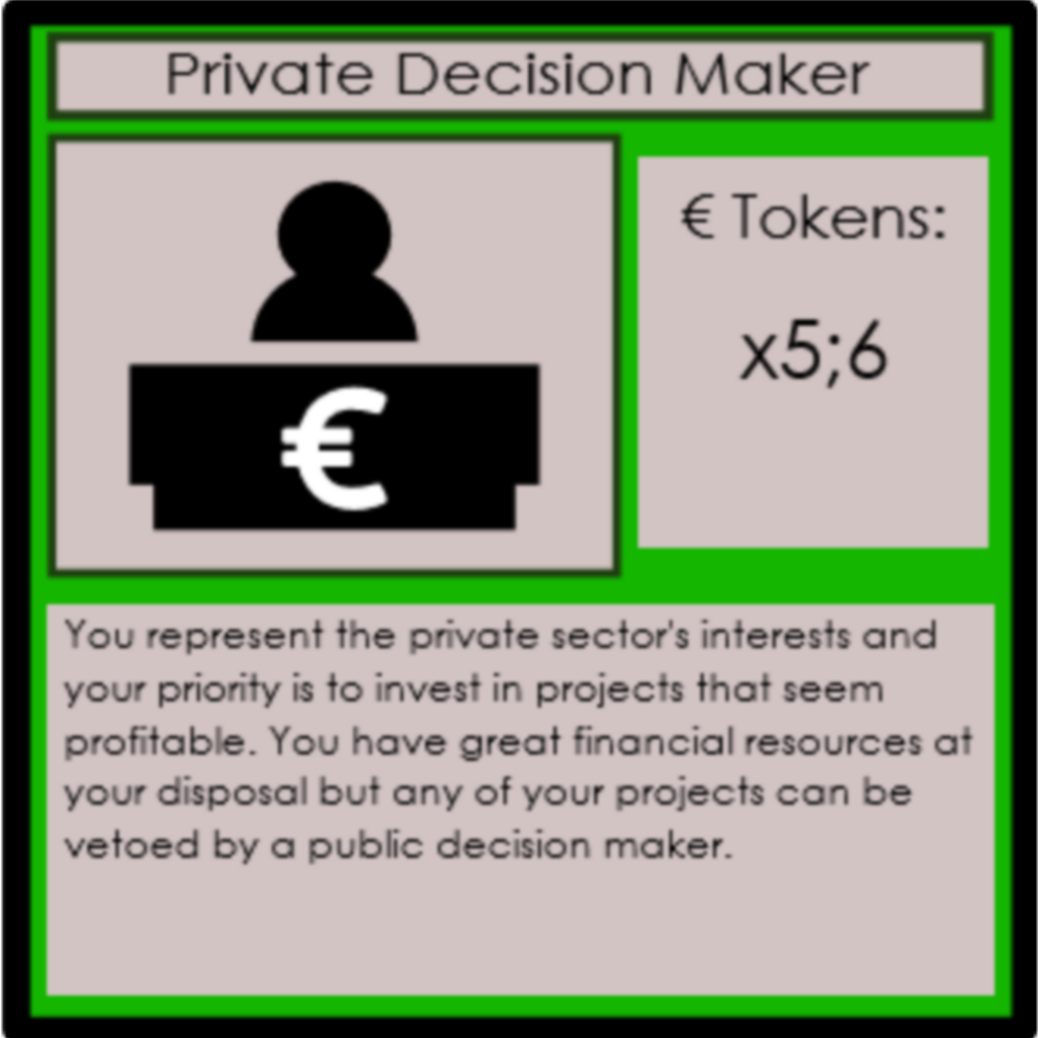 Private Decision Maker
€ Tokens:
x5;6
€
You represent the private sector's interests and
your priority is to invest in projects that seem
profitable. You have great financial resources at
your disposal but any of your projects can be
vetoed by a public decision maker.